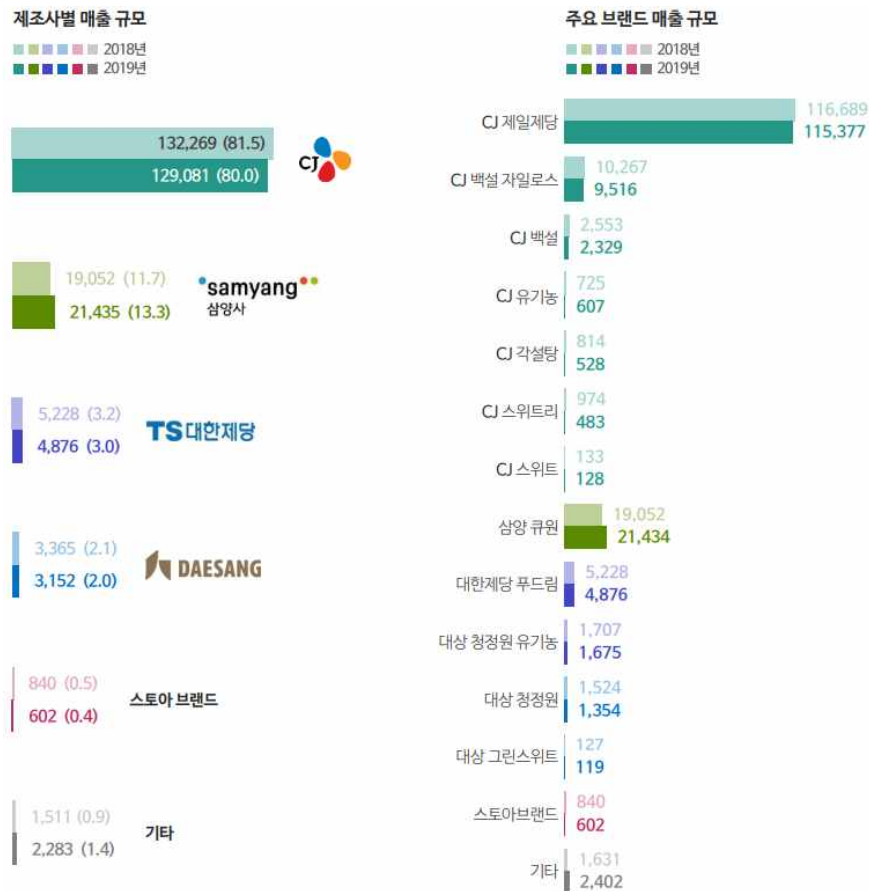 제조사별 매출 규모
2018년
2019년
132,269 (81.5)
129,081 (80.0)
CJ
19,052 (11.7)
21,435 (13.3)
samyang
삼양사
5,228 (3.2)
4,876 (3.0)
TS대한제당
3,365 (2.1)
3,152 (2.0)
DAESANG
840 (0.5)
602 (0.4)
스토아 브랜드
1,511 (0.9)
2,283 (1.4)
기타
주요 브랜드 매출 규모
2018년
2019년
CJ 제일제당
116,689
115,377
CJ 백설 자일로스
10,267
9,516
CJ 백설
2,553
2,329
CJ 유기농
725
607
CJ 각설탕
814
528
CJ 스위트리
974
483
CJ 스위트
133
128
삼양 큐원
19,052
21,434
대한제당 푸드림
5,228
4,876
대상 청정원 유기농
1,707
1,675
대상 청정원
1,524
1,354
대상 그린스위트
127
119
스토아브랜드
840
602
기타
1,631
2,402